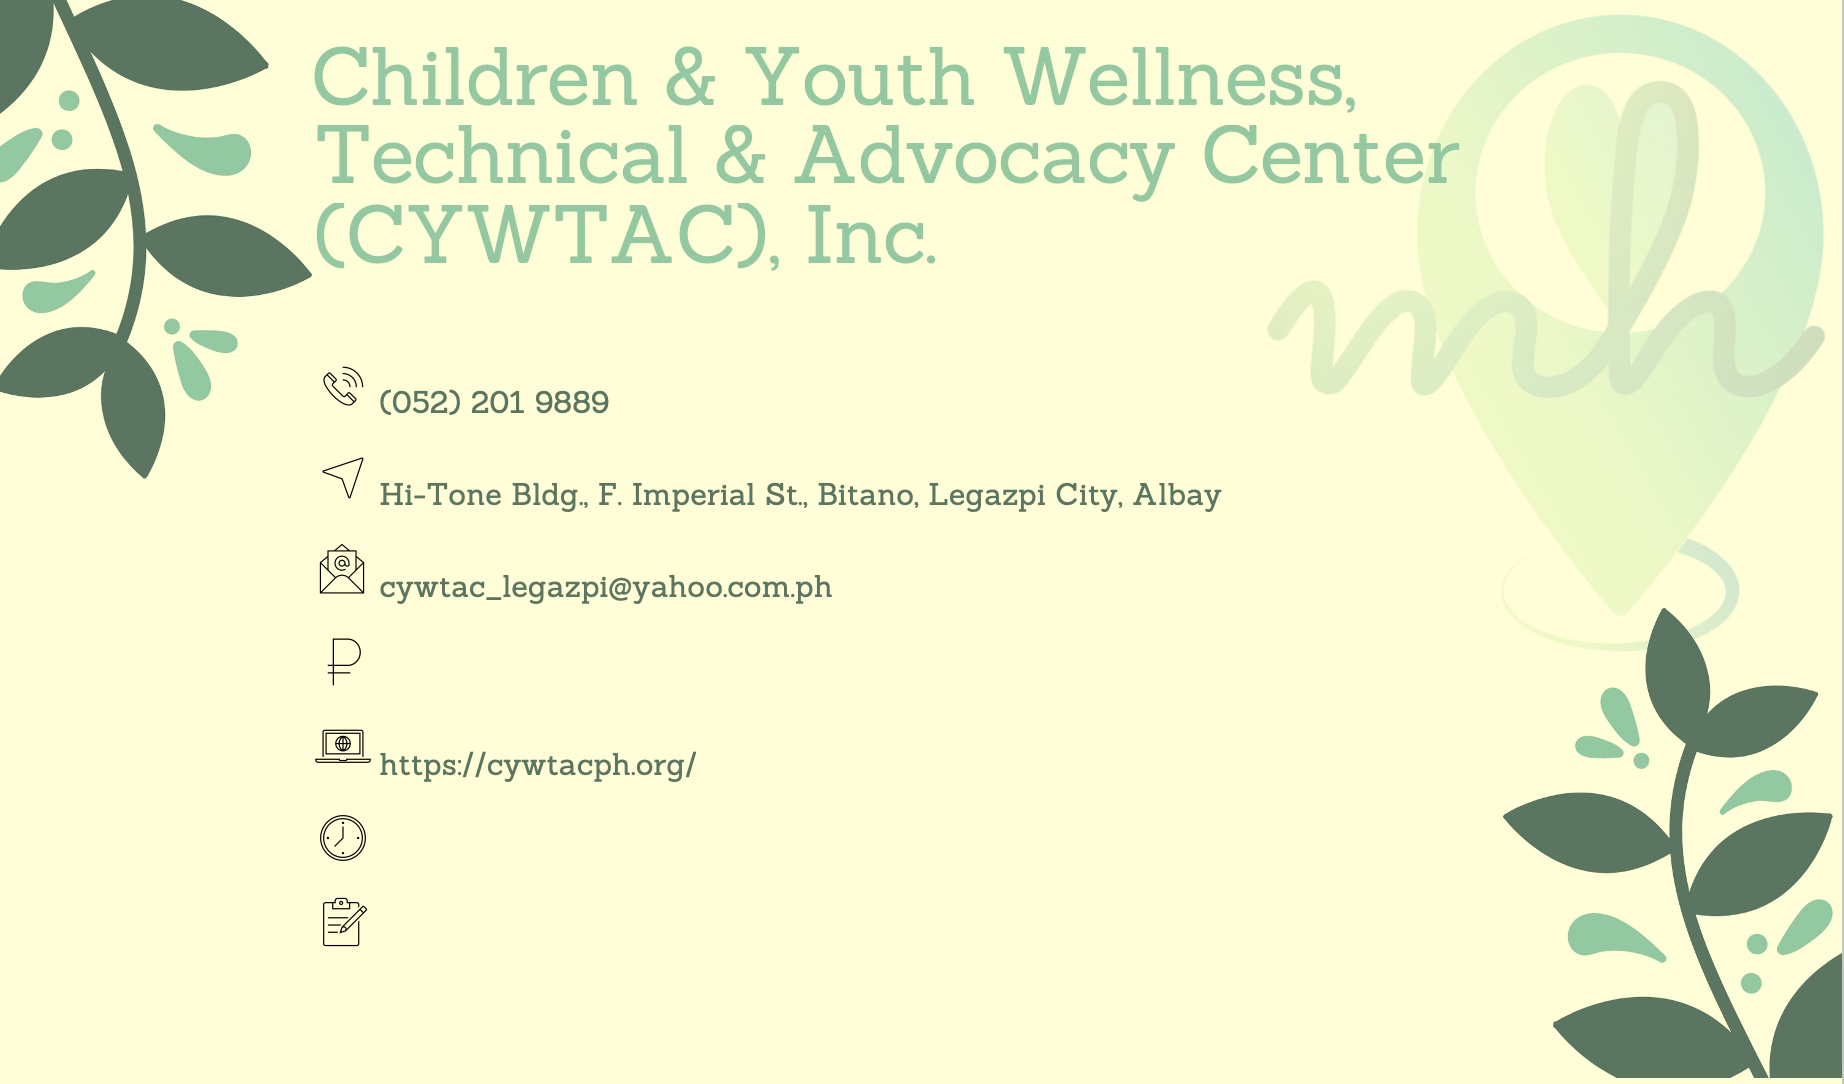 Children & Youth Wellness,
Technical & Advocacy Center
(CYWTAC), Inc.
mh
(052) 201 9889
Hi-Tone Bldg., F. Imperial St., Bitano, Legazpi City, Albay
cywtac_legazpi@yahoo.com.ph
https://cywtacph.org/